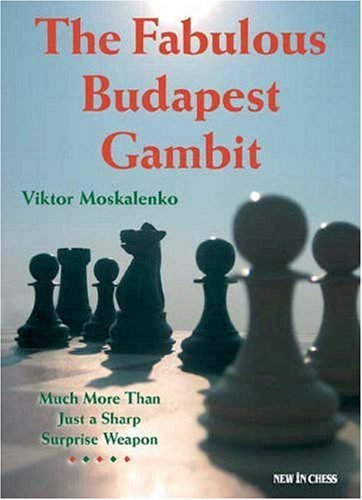 The Fabulous
Budapest
Gambit
Viktor Moskalenko
Much More Than
Just a Sharp
Surprise Weapon
NEW IN CHESS